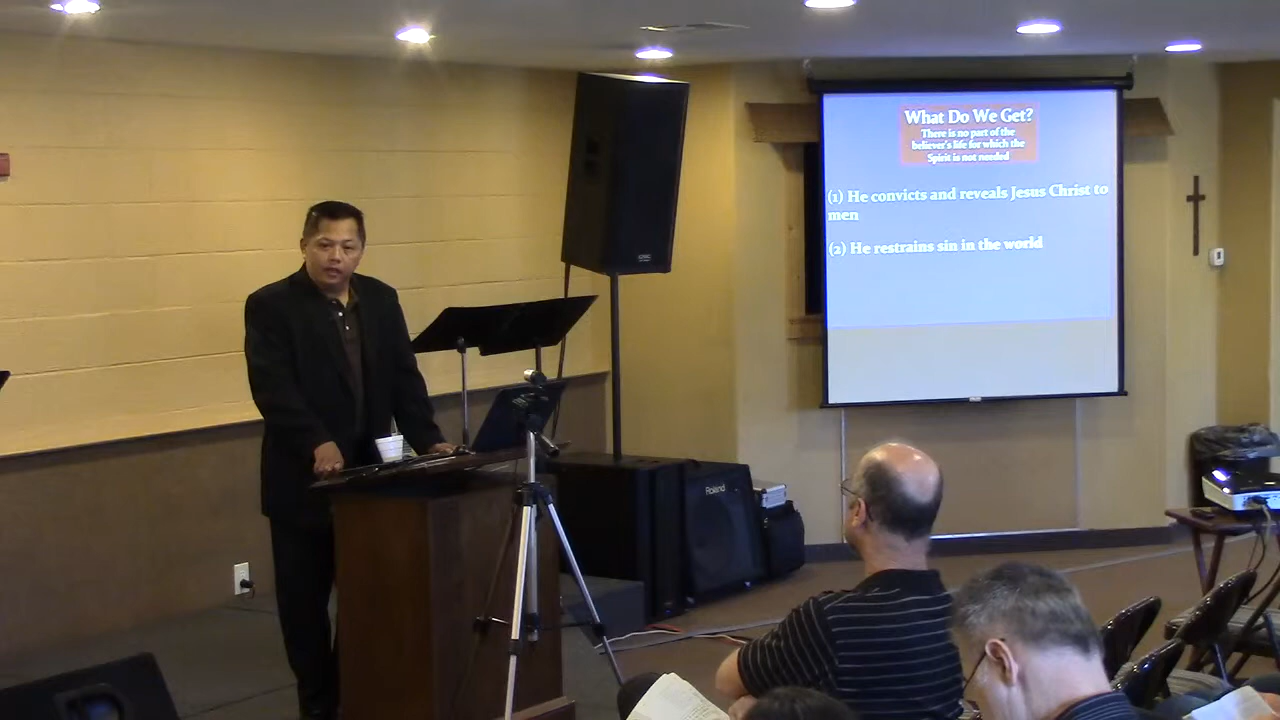 What Do We Get?
There is no part of the
believer's life for which the
Spirit is not needed
(1) He convicts and reveals Jesus Christ to
men
(2) He restrains sin in the world
Roland